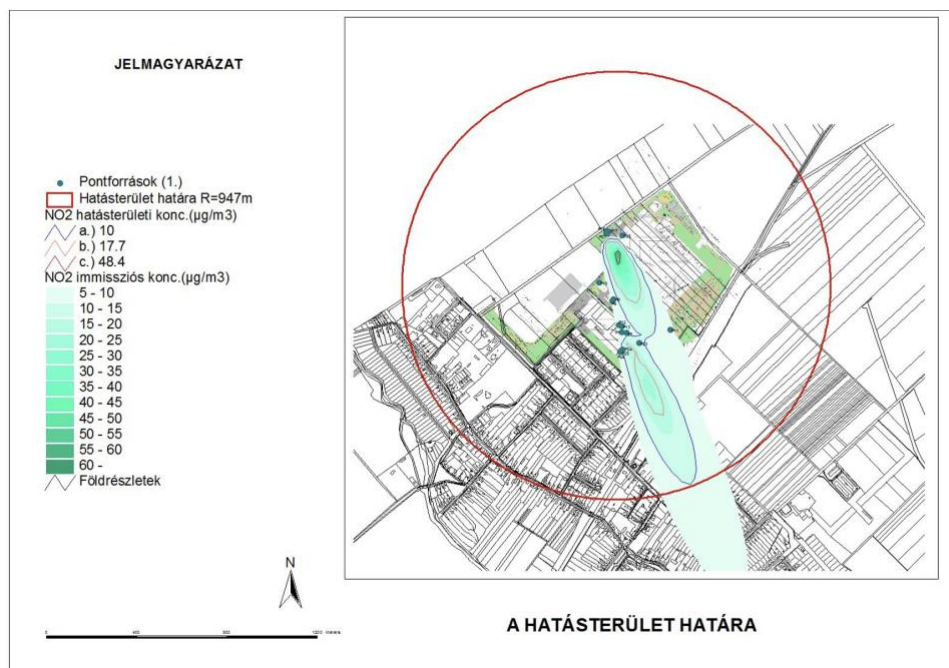 JELMAGYARÁZAT
Pontforrások (1.)
Hatásterület határa R=947m
NO2 hatásterületi konc.(µg/m3)
a.) 10
b.) 17.7
c.) 48.4
NO2 immissziós konc.(µg/m3)
5 - 10
10 - 15
15 - 20
20 - 25
25 - 30
30 - 35
35 - 40
40 - 45
45 - 50
50 - 55
55 - 60
60 -
Földrészletek
N
A HATÁSTERÜLET HATÁRA